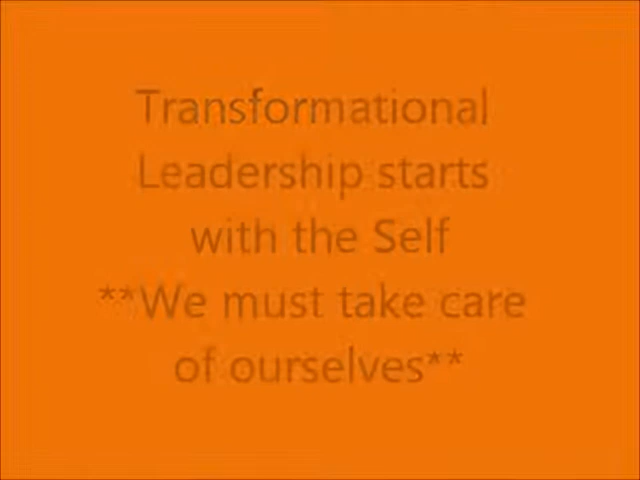 Transformational
Leadership starts
with the Self
**We must take care
of ourselves**